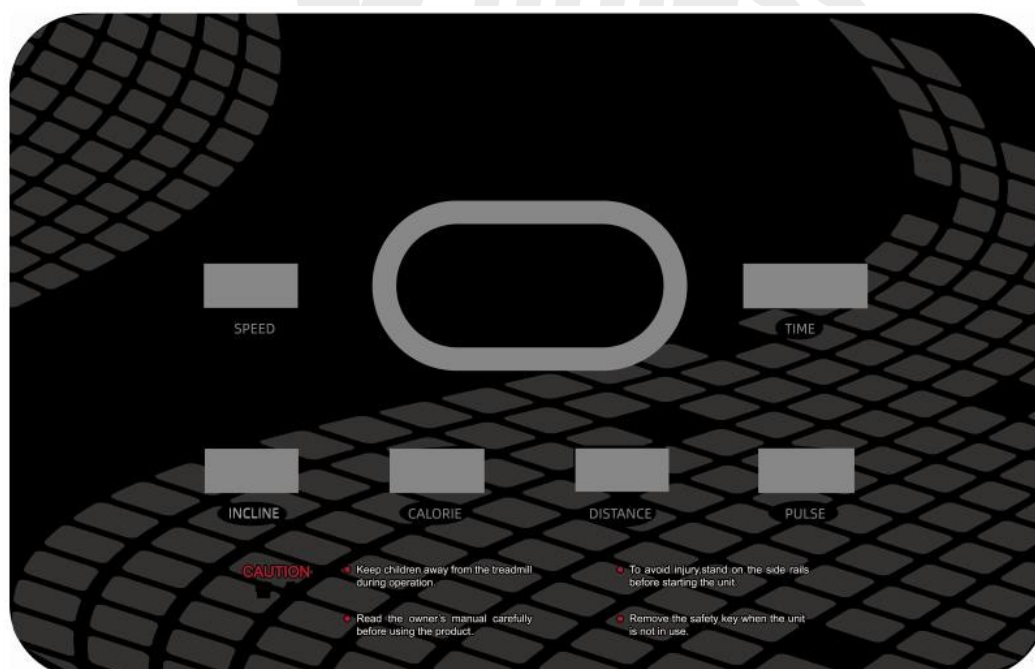 SPEED
TIME
INCLINE
CALORIE
DISTANCE
PULSE
CAUTION
Keep children away from the treadmill
during operation.
To avoid injury,stand on the side rails
before starting the unit.
Read the owner's manual carefully
before using the product.
Remove the safety key when the unit
is not in use.